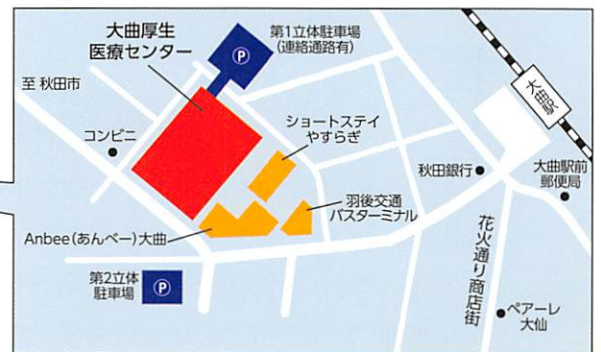 大曲厚生
医療センター
P
第1立体駐車場
(連絡通路有)
至 秋田市
コンビニ
ショートステイ
やすらぎ
大曲駅
秋田銀行
大曲駅前
郵便局
羽後交通
バスターミナル
Anbee(あんべー)大曲
第2立体
駐車場
P
花火通り商店街
ペアーレ
大仙